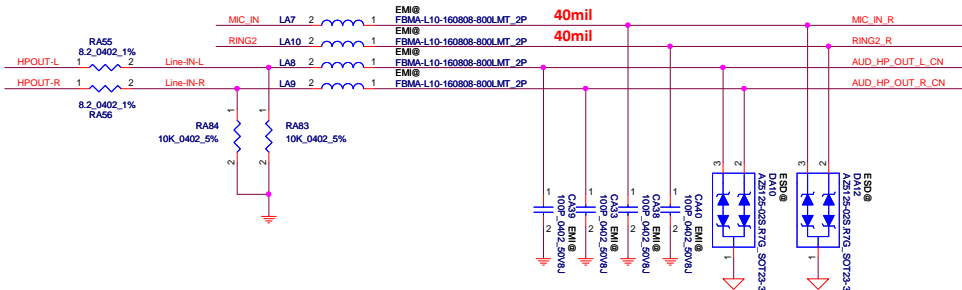 EMI@
MIC_IN LA7 2 1 FBMA-L10-160808-800LMT_2P 40mil MIC_IN_R
EMI@
RING2 LA10 2 1 FBMA-L10-160808-800LMT_2P 40mil RING2_R
RA55
8.2_0402_1%
EMI@
HPOUT-L 1 2 Line-IN-L LA8 2 1 FBMA-L10-160808-800LMT_2P AUD_HP_OUT_L_CN
EMI@
HPOUT-R 1 2 Line-IN-R LA9 2 1 FBMA-L10-160808-800LMT_2P AUD_HP_OUT_R_CN
8.2_0402_1%
RA56
1 1
RA84
10K_0402_5%
RA83
10K_0402_5%
2 2
1 2
CA39 EMI@
100P_0402_50V8J
1 2
CA33 EMI@
100P_0402_50V8J
1 2
CA38 EMI@
100P_0402_50V8J
1 2
CA40 EMI@
100P_0402_50V8J
3 2
1
ESD@
DA10
AZ5125-02S.R7G_SOT23-3
3 2
1
ESD@
DA12
AZ5125-02S.R7G_SOT23-3